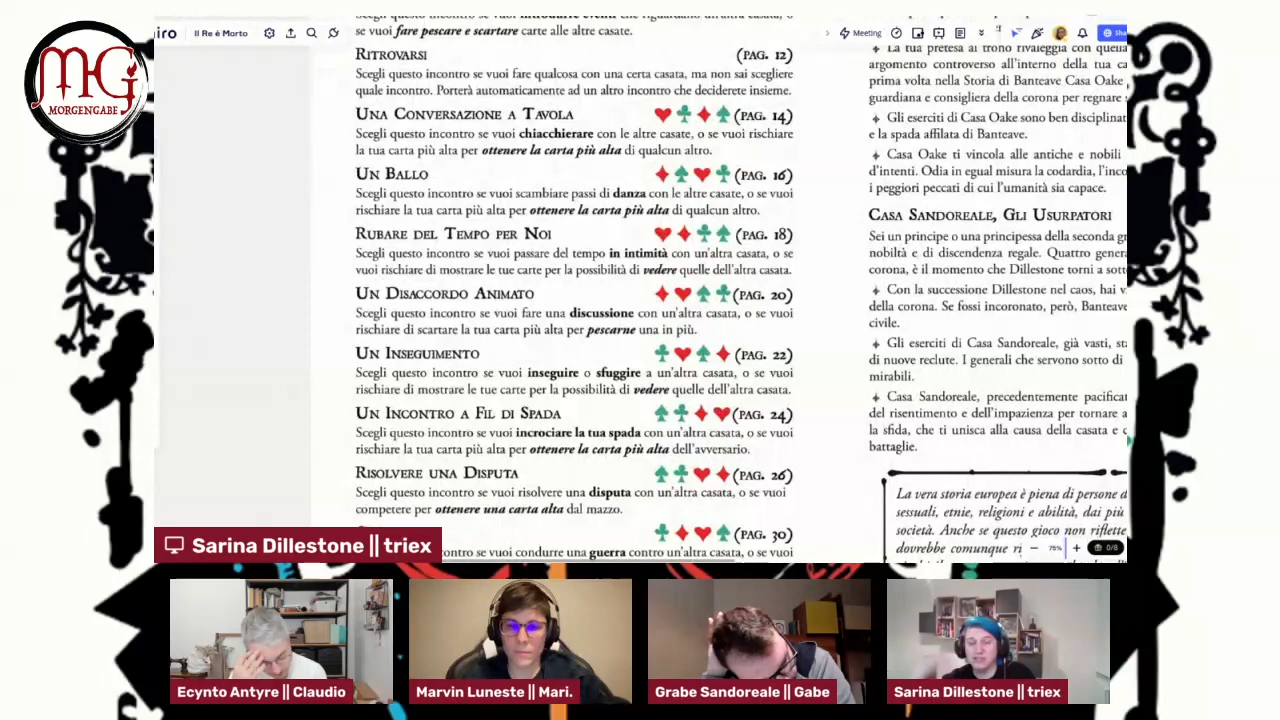 MG
MORGENGABE
iro
Il Re è Morto
Meeting
Sha
se vuoi fare pescare e scartare carte alle altre casate.
Ritrovarsi (pag. 12)
Scegli questo incontro se vuoi fare qualcosa con una certa casata, ma non sai scegliere
quale incontro. Porterà automaticamente ad un altro incontro che deciderete insieme.
Una Conversazione a Tavola ♥ ♣ ♦ ♠ (pag. 14)
Scegli questo incontro se vuoi chiacchierare con le altre casate, o se vuoi rischiare
la tua carta più alta per ottenere la carta più alta di qualcun altro.
Un Ballo ♦ ♠ ♥ ♣ (pag. 16)
Scegli questo incontro se vuoi scambiare passi di danza con le altre casate, o se vuoi
rischiare la tua carta più alta per ottenere la carta più alta di qualcun altro.
Rubare del Tempo per Noi ♥ ♦ ♣ ♠ (pag. 18)
Scegli questo incontro se vuoi passare del tempo in intimità con un'altra casata, o se
vuoi rischiare di mostrare le tue carte per la possibilità di vedere quelle dell'altra casata.
Un Disaccordo Animato ♦ ♥ ♠ ♣ (pag. 20)
Scegli questo incontro se vuoi fare una discussione con un'altra casata, o se vuoi
rischiare di scartare la tua carta più alta per pescarne una in più.
Un Inseguimento ♣ ♥ ♠ ♦ (pag. 22)
Scegli questo incontro se vuoi inseguire o sfuggire a un'altra casata, o se vuoi
rischiare di mostrare le tue carte per la possibilità di vedere quelle dell'altra casata.
Un Incontro a Fil di Spada ♠ ♣ ♦ ♥ (pag. 24)
Scegli questo incontro se vuoi incrociare la tua spada con un'altra casata, o se vuoi
rischiare la tua carta più alta per ottenere la carta più alta dell'avversario.
Risolvere una Disputa ♠ ♣ ♥ ♦ (pag. 26)
Scegli questo incontro se vuoi risolvere una disputa con un'altra casata, o se vuoi
competere per ottenere una carta alta dal mazzo.
♣ ♦ ♥ ♠ (pag. 30)
contro se vuoi condurre una guerra contro un'altra casata, o se vuoi
La tua pretesa al trono rivaleggia con quella
argomento controverso all'interno della tua ca
prima volta nella Storia di Banteave Casa Oake
guardiana e consigliera della corona per regnare
Gli eserciti di Casa Oake sono ben disciplinat
e la spada affilata di Banteave.
Casa Oake ti vincola alle antiche e nobili
d'intenti. Odia in egual misura la codardia, l'inco
i peggiori peccati di cui l'umanità sia capace.
Casa Sandoreale, Gli Usurpatori
Sei un principe o una principessa della seconda gr
nobiltà e di discendenza regale. Quattro gener
corona, è il momento che Dillestone torni a sott
Con la successione Dillestone nel caos, hai v
della corona. Se fossi incoronato, però, Banteave
civile.
Gli eserciti di Casa Sandoreale, già vasti, sta
di nuove reclute. I generali che servono sotto di
mirabili.
Casa Sandoreale, precedentemente pacificat
del risentimento e dell'impazienza per tornare a
la sfida, che ti unisca alla causa della casata e c
battaglie.
La vera storia europea è piena di persone d
sessuali, etnie, religioni e abilità, dai più
società. Anche se questo gioco non riflette
dovrebbe comunque ri
75%
0/8
Sarina Dillestone || triex
Ecynto Antyre || Claudio
Marvin Luneste || Mari.
Grabe Sandoreale || Gabe
Sarina Dillestone || triex